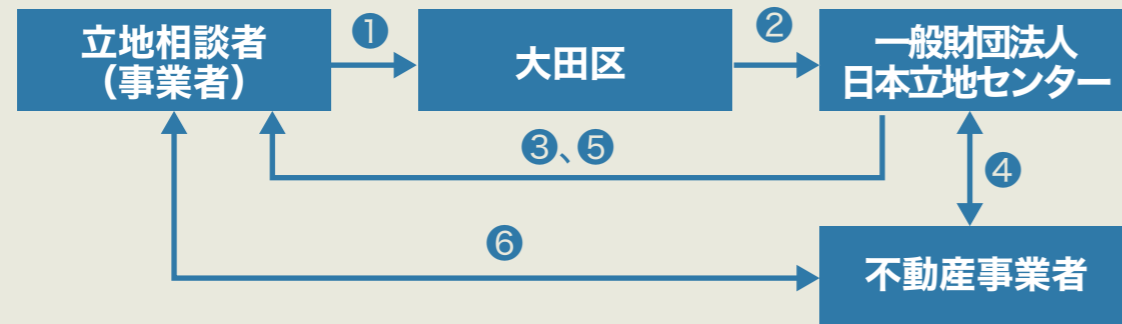 立地相談者
（事業者）
❶
大田区
❷
一般財団法人
日本立地センター
❸、❺
❹
❻
不動産事業者